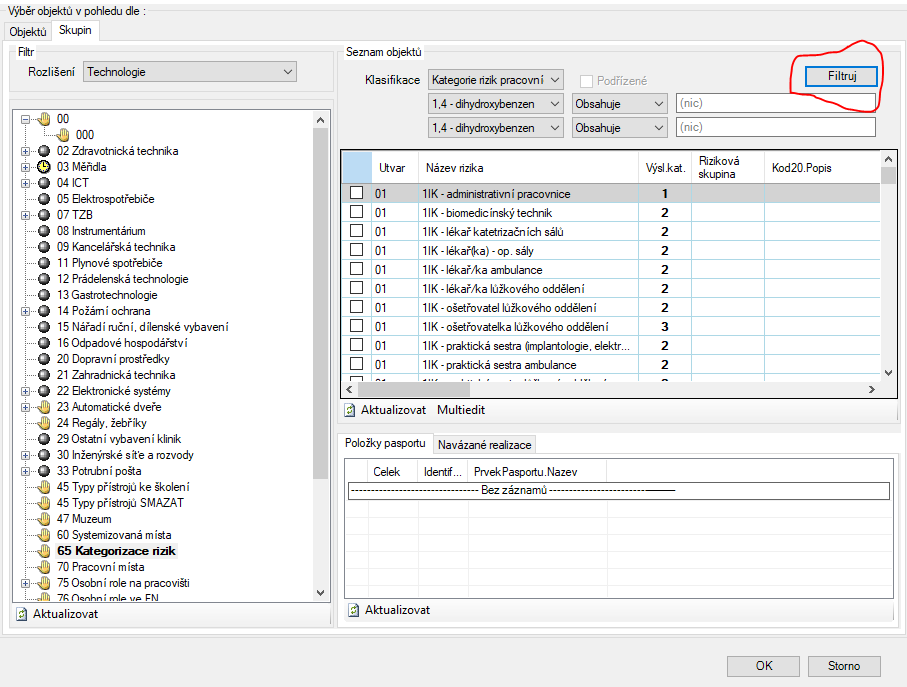 Výběr objektů v pohledu dle :
Objektů Skupin
Filtr
Rozlišení Technologie
00
000
02 Zdravotnická technika
03 Měřidla
04 ICT
05 Elektrospotřebiče
07 TZB
08 Instrumentárium
09 Kancelářská technika
11 Plynové spotřebiče
12 Prádelenská technologie
13 Gastrotechnologie
14 Požární ochrana
15 Nářadí ruční, dílenské vybavení
16 Odpadové hospodářství
20 Dopravní prostředky
21 Zahradnická technika
22 Elektronické systémy
23 Automatické dveře
24 Regály, žebříky
29 Ostatní vybavení klinik
30 Inženýrské sítě a rozvody
33 Potrubní pošta
45 Typy přístrojů ke školení
45 Typy přístrojů SMAZAT
47 Muzeum
60 Systemizovaná místa
65 Kategorizace rizik
70 Pracovní místa
75 Osobní role na pracovišti
76 Osobní role ve FN
Aktualizovat
Seznam objektů
Klasifikace Kategorie rizik pracovní Podřízené Filtruj
1,4 - dihydroxybenzen Obsahuje (nic)
1,4 - dihydroxybenzen Obsahuje (nic)
Utvar Název rizika Výsl.kat. Riziková skupina Kod20.Popis
01 1IK - administrativní pracovnice 1
01 1IK - biomedicínský technik 2
01 1IK - lékař katetrizačních sálů 2
01 1IK - lékař(ka) - op. sály 2
01 1IK - lékař/ka ambulance 2
01 1IK - lékař/ka lůžkového oddělení 2
01 1IK - ošetřovatel lůžkového oddělení 2
01 1IK - ošetřovatelka lůžkového oddělení 3
01 1IK - praktická sestra (implantologie, elektr... 2
01 1IK - praktická sestra ambulance 2
Aktualizovat Multiedit
Položky pasportu Navázané realizace
Celek Identif... PrvekPasportu.Nazev
-------------------------------- Bez záznamů --------------------------------
Aktualizovat
OK Storno